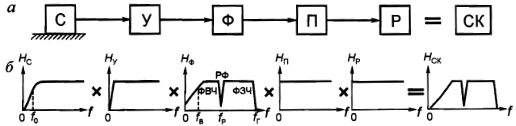 а С У Ф П Р = СК
б H_С H_У H_Ф H_П H_Р H_СК
РФ
× × ФВЧ ФЗЧ × × =
0 f₀ f 0 f 0 f_в f_р f_г f 0 f 0 f 0 f